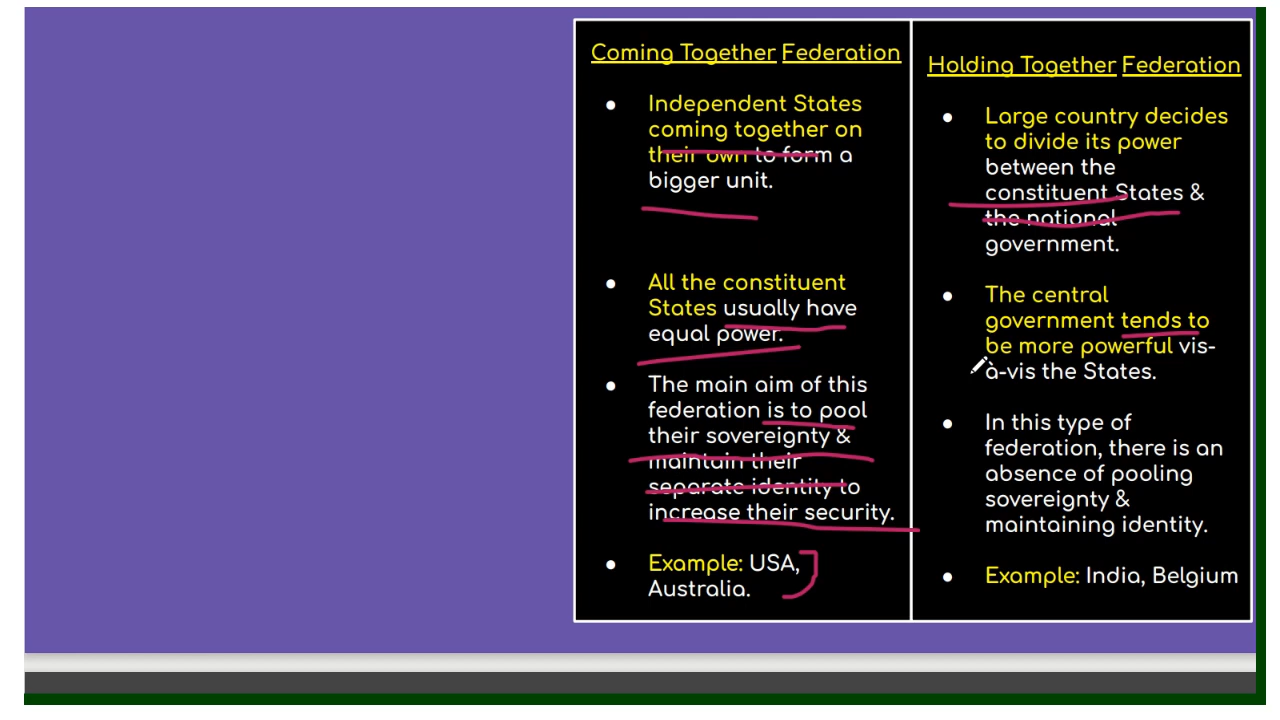 Coming Together Federation
● Independent States
coming together on
their own to form a
bigger unit.
● All the constituent
States usually have
equal power.
● The main aim of this
federation is to pool
their sovereignty &
maintain their
separate identity to
increase their security.
● Example: USA,
Australia.
Holding Together Federation
● Large country decides
to divide its power
between the
constituent States &
the national
government.
● The central
government tends to
be more powerful vis-
à-vis the States.
● In this type of
federation, there is an
absence of pooling
sovereignty &
maintaining identity.
● Example: India, Belgium